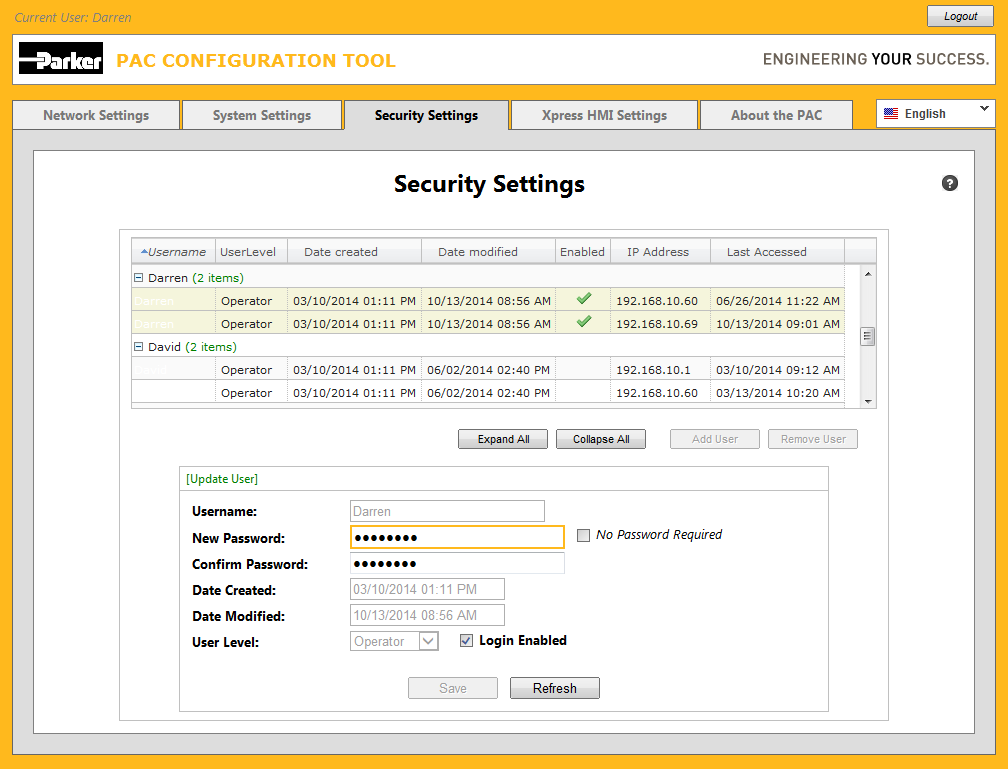 Current User: Darren
Logout
Parker
PAC CONFIGURATION TOOL
ENGINEERING YOUR SUCCESS.
Network Settings
System Settings
Security Settings
Xpress HMI Settings
About the PAC
English
Security Settings
?
Username UserLevel Date created Date modified Enabled IP Address Last Accessed
Darren (2 items)
Darren Operator 03/10/2014 01:11 PM 10/13/2014 08:56 AM 192.168.10.60 06/26/2014 11:22 AM
Darren Operator 03/10/2014 01:11 PM 10/13/2014 08:56 AM 192.168.10.69 10/13/2014 09:01 AM
David (2 items)
David Operator 03/10/2014 01:11 PM 06/02/2014 02:40 PM 192.168.10.1 03/10/2014 09:12 AM
Operator 03/10/2014 01:11 PM 06/02/2014 02:40 PM 192.168.10.60 03/13/2014 10:20 AM
Expand All
Collapse All
Add User
Remove User
[Update User]
Username: Darren
New Password: ●●●●●●●● No Password Required
Confirm Password: ●●●●●●●●
Date Created: 03/10/2014 01:11 PM
Date Modified: 10/13/2014 08:56 AM
User Level: Operator Login Enabled
Save
Refresh